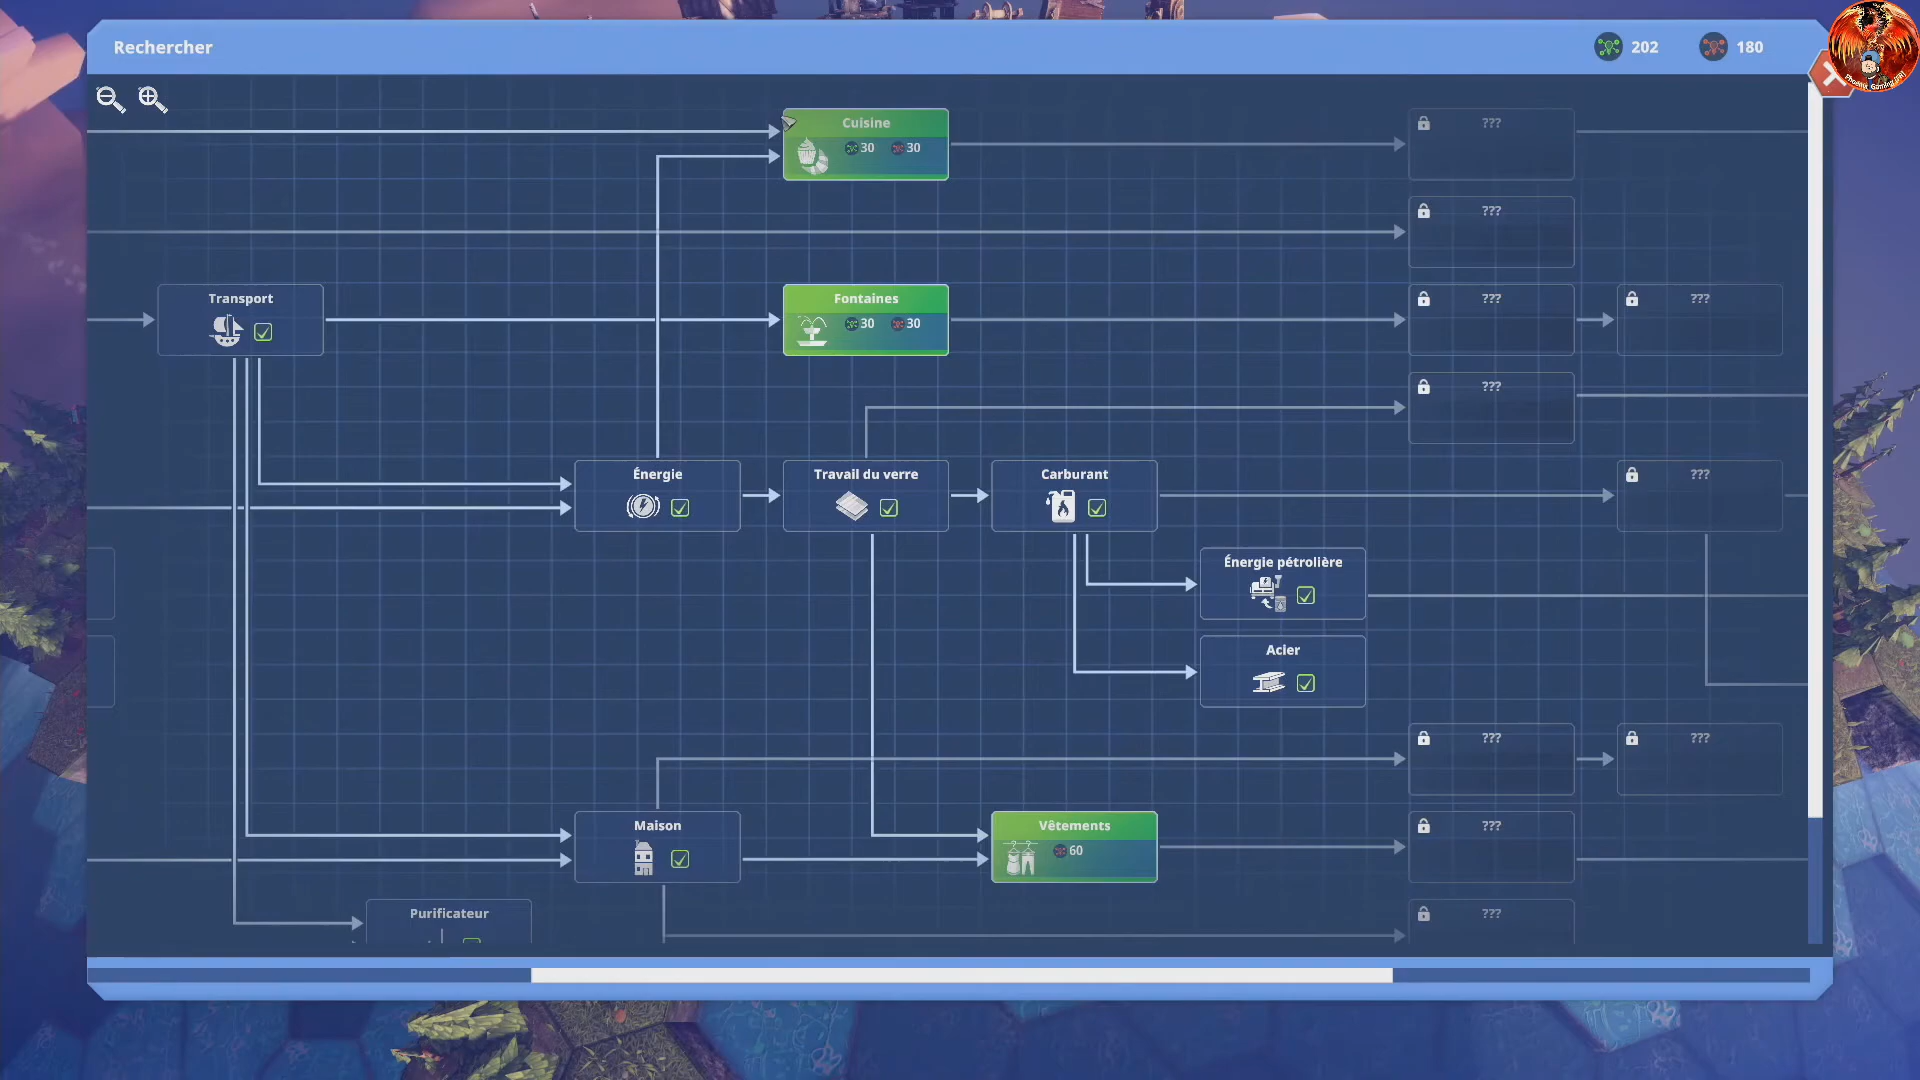 Rechercher
202
180
Cuisine
30 30
???
???
Transport
Fontaines
30 30
???
???
???
Énergie
Travail du verre
Carburant
???
Énergie pétrolière
Acier
???
???
Maison
Vêtements
60
???
Purificateur
???